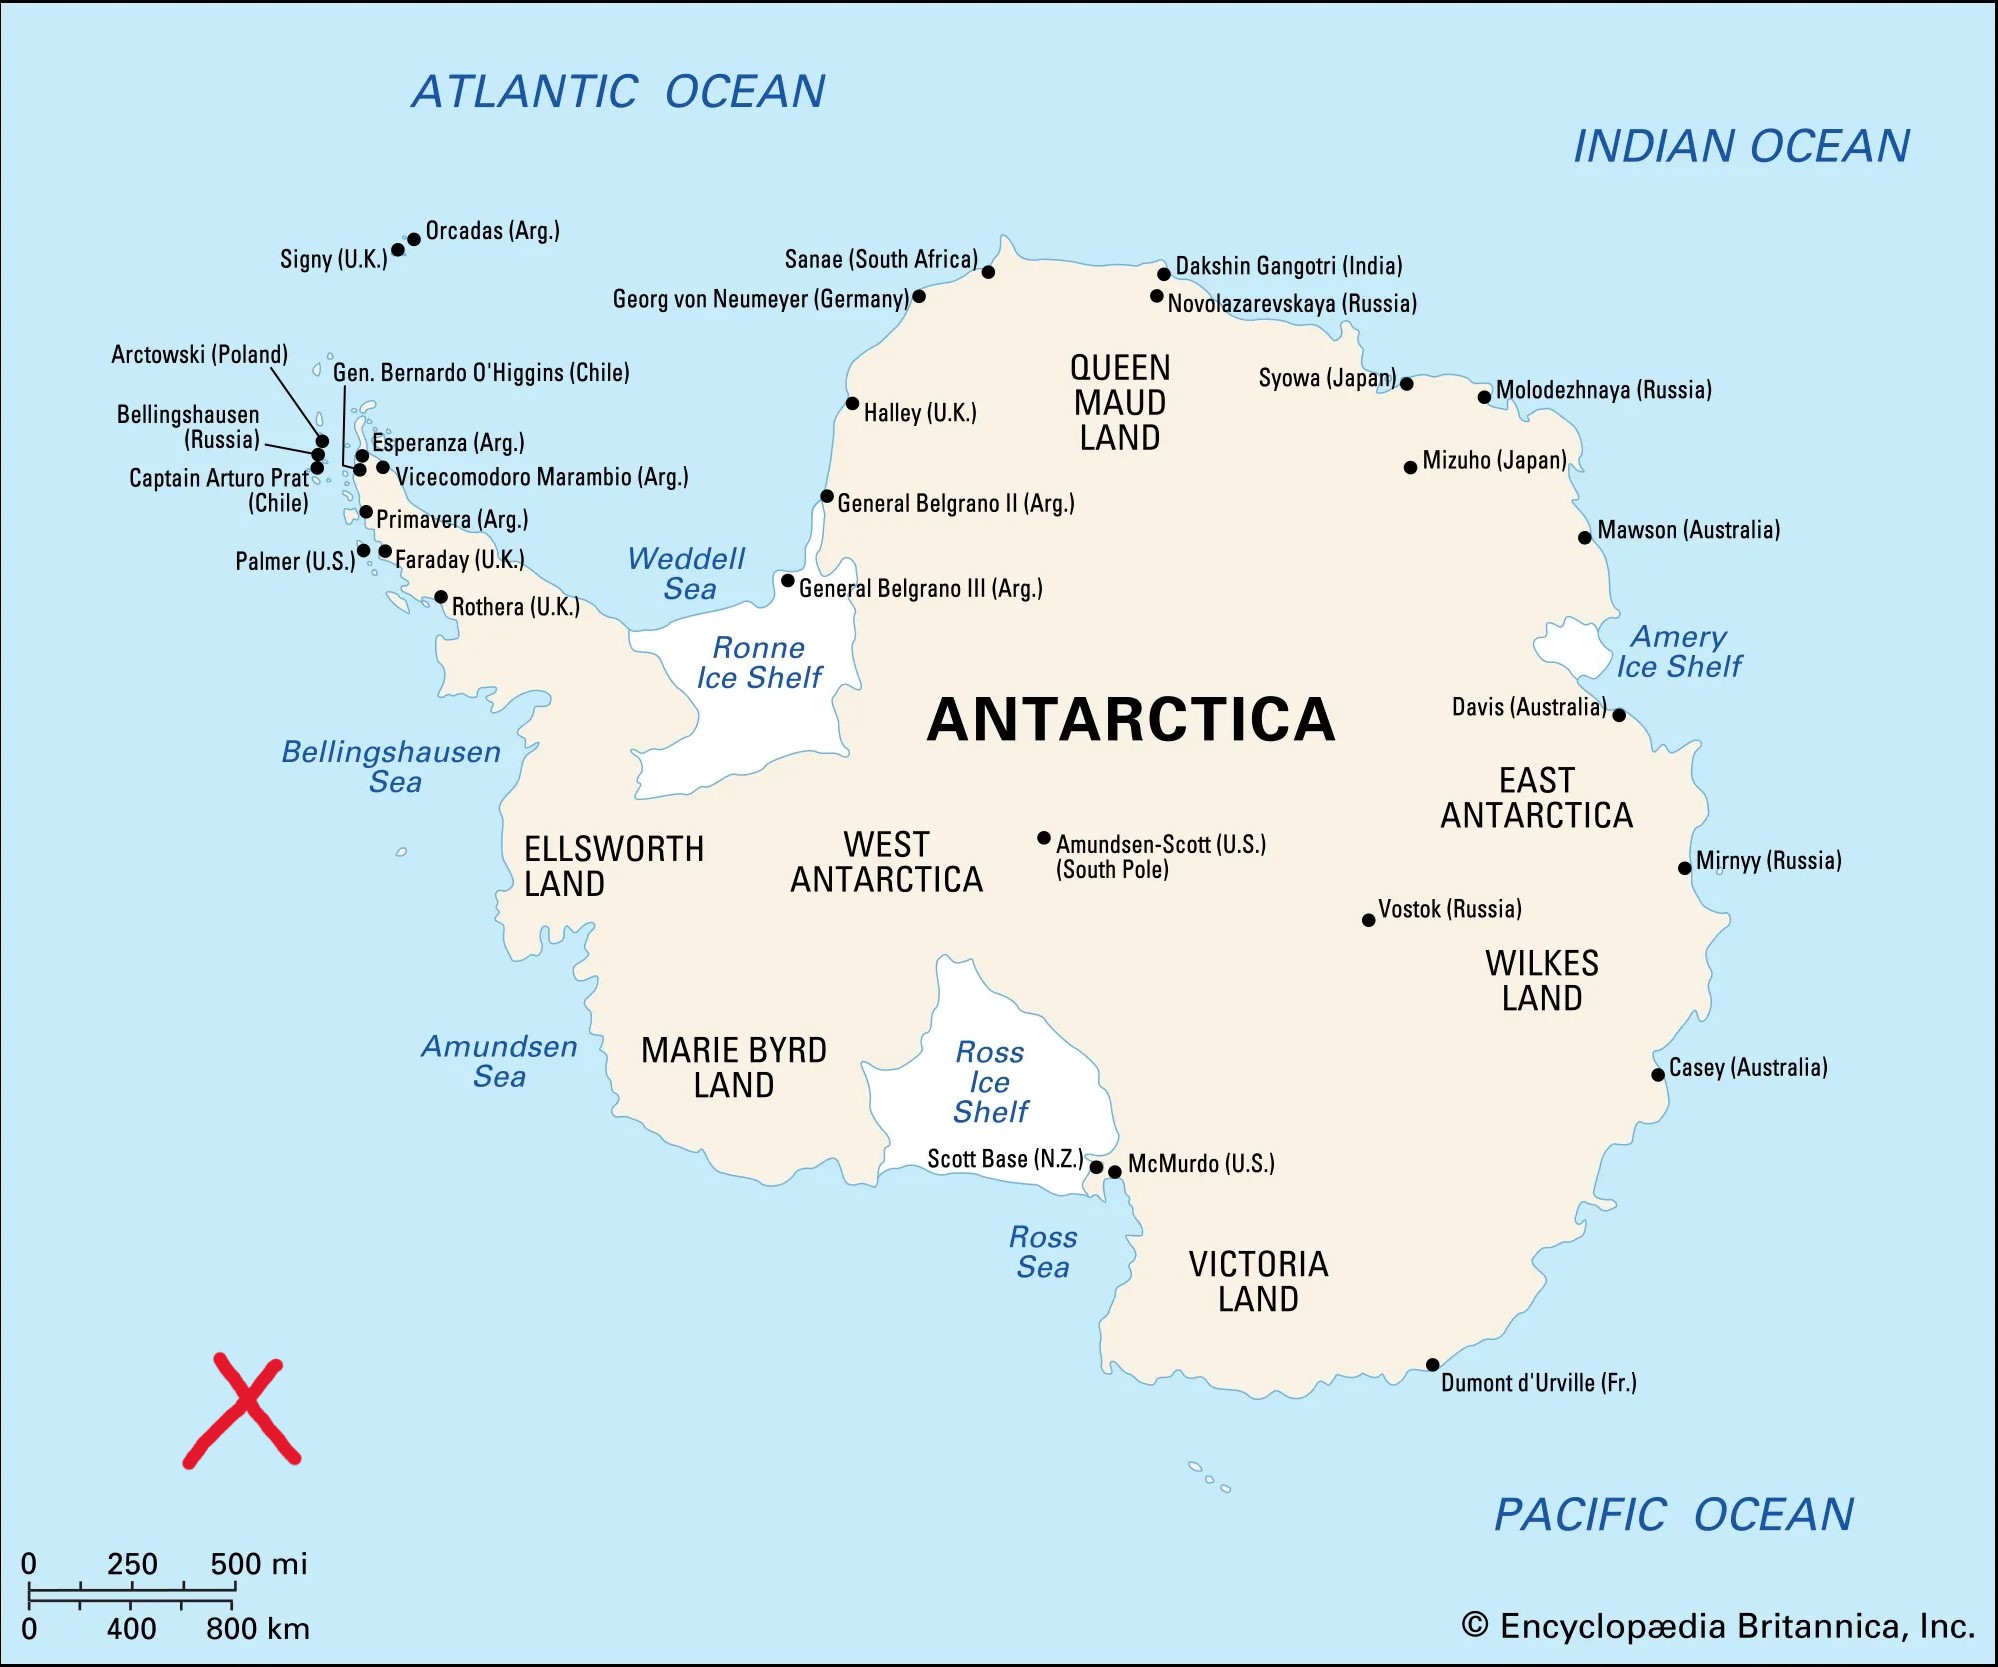 ATLANTIC OCEAN
INDIAN OCEAN
Orcadas (Arg.)
Signy (U.K.)
Sanae (South Africa)
Dakshin Gangotri (India)
Georg von Neumeyer (Germany)
Novolazarevskaya (Russia)
Arctowski (Poland)
Gen. Bernardo O'Higgins (Chile)
QUEEN
MAUD
LAND
Syowa (Japan)
Molodezhnaya (Russia)
Bellingshausen
(Russia)
Halley (U.K.)
Esperanza (Arg.)
Captain Arturo Prat
(Chile)
Vicecomodoro Marambio (Arg.)
Mizuho (Japan)
General Belgrano II (Arg.)
Primavera (Arg.)
Mawson (Australia)
Palmer (U.S.)
Faraday (U.K.)
Weddell
Sea
General Belgrano III (Arg.)
Rothera (U.K.)
Ronne
Ice Shelf
Amery
Ice Shelf
ANTARCTICA
Davis (Australia)
Bellingshausen
Sea
EAST
ANTARCTICA
ELLSWORTH
LAND
WEST
ANTARCTICA
Amundsen-Scott (U.S.)
(South Pole)
Mirnyy (Russia)
Vostok (Russia)
WILKES
LAND
Amundsen
Sea
MARIE BYRD
LAND
Ross
Ice
Shelf
Casey (Australia)
Scott Base (N.Z.)
McMurdo (U.S.)
Ross
Sea
VICTORIA
LAND
Dumont d'Urville (Fr.)
PACIFIC OCEAN
0 250 500 mi
0 400 800 km
© Encyclopædia Britannica, Inc.